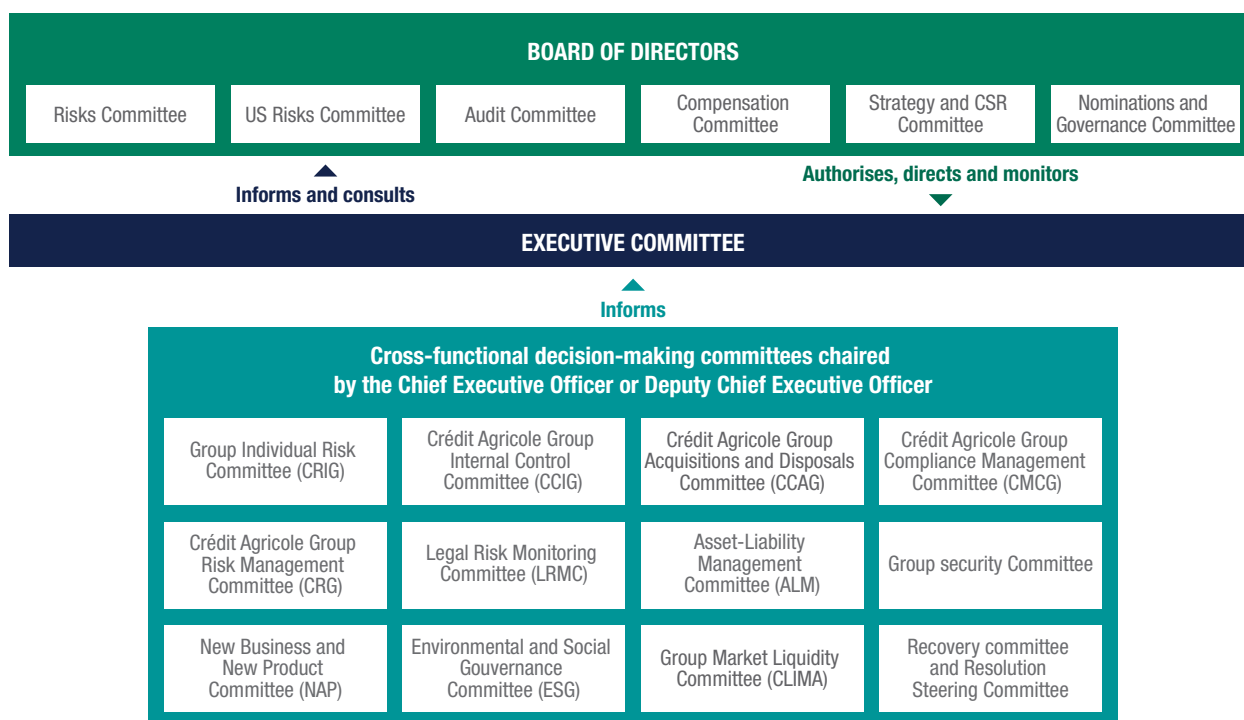 BOARD OF DIRECTORS
Risks Committee
US Risks Committee
Audit Committee
Compensation
Committee
Strategy and CSR
Committee
Nominations and
Governance Committee
Informs and consults
Authorises, directs and monitors
EXECUTIVE COMMITTEE
Informs
Cross-functional decision-making committees chaired
by the Chief Executive Officer or Deputy Chief Executive Officer
Group Individual Risk
Committee (CRIG)
Crédit Agricole Group
Internal Control
Committee (CCIG)
Crédit Agricole Group
Acquisitions and Disposals
Committee (CCAG)
Crédit Agricole Group
Compliance Management
Committee (CMCG)
Crédit Agricole Group
Risk Management
Committee (CRG)
Legal Risk Monitoring
Committee (LRMC)
Asset-Liability
Management
Committee (ALM)
Group security Committee
New Business and
New Product
Committee (NAP)
Environmental and Social
Gouvernance
Committee (ESG)
Group Market Liquidity
Committee (CLIMA)
Recovery committee
and Resolution
Steering Committee